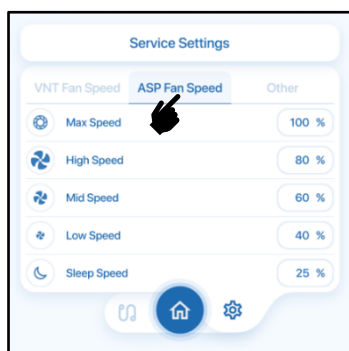 Service Settings
VNT Fan Speed ASP Fan Speed Other
Max Speed 100 %
High Speed 80 %
Mid Speed 60 %
Low Speed 40 %
Sleep Speed 25 %